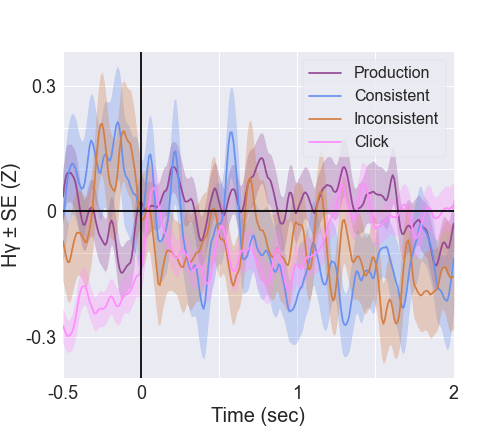 Production
Consistent
Inconsistent
Click
0.3
0
-0.3
Hγ ± SE (Z)
-0.5 0 1 2
Time (sec)